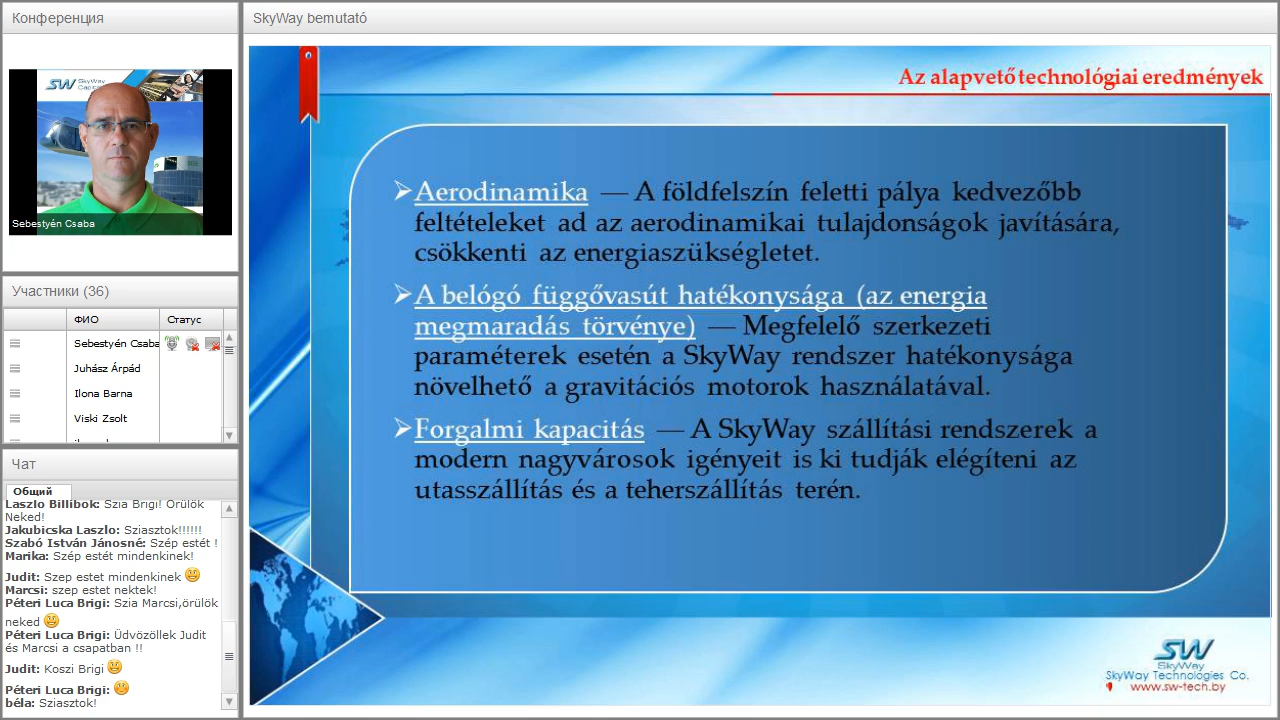 Конференция
SkyWay
Capital
Sebestyén Csaba
Участники (36)
ФИО
Статус
Sebestyén Csaba
Juhász Árpád
Ilona Barna
Viski Zsolt
Чат
Общий
Laszlo Billibok: Szia Brigi! Örülök
Neked!
Jakubicska Laszlo: Sziasztok!!!!!!
Szabó István Jánosné: Szép estét !
Marika: Szép estét mindenkinek!
Judit: Szep estet mindenkinek
Marcsi: szep estet nektek!
Péteri Luca Brigi: Szia Marcsi,örülök
neked
Péteri Luca Brigi: Üdvözöllek Judit
és Marcsi a csapatban !!
Judit: Koszi Brigi
Péteri Luca Brigi:
béla: Sziasztok!
SkyWay bemutató
Az alapvető technológiai eredmények
Aerodinamika — A földfelszín feletti pálya kedvezőbb
feltételeket ad az aerodinamikai tulajdonságok javítására,
csökkenti az energiaszükségletet.
A belógó függővasút hatékonysága (az energia
megmaradás törvénye) — Megfelelő szerkezeti
paraméterek esetén a SkyWay rendszer hatékonysága
növelhető a gravitációs motorok használatával.
Forgalmi kapacitás — A SkyWay szállítási rendszerek a
modern nagyvárosok igényeit is ki tudják elégíteni az
utasszállítás és a teherszállítás terén.
SW
SkyWay
SkyWay Technologies Co.
www.sw-tech.by